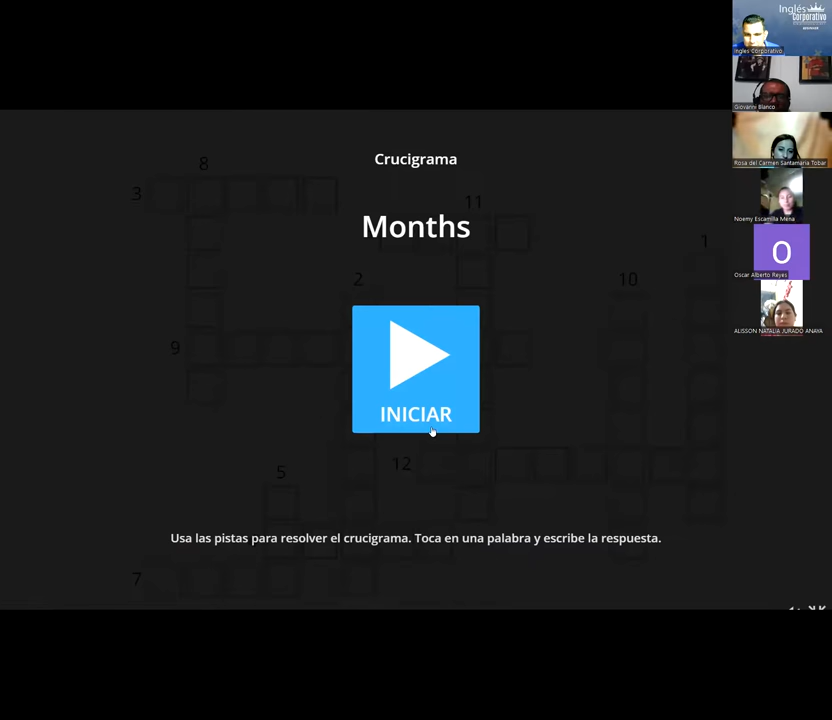 Crucigrama
Months
INICIAR
Usa las pistas para resolver el crucigrama. Toca en una palabra y escribe la respuesta.
8
3
11
1
2
10
9
12
5
7
Inglés
Corporativo
Ingles Corporativo
Giovanni Blanco
Rosa del Carmen Santamaria Tobar
Noemy Escamilla Mena
O
Oscar Alberto Reyes
ALISSON NATALIA JURADO ANAYA